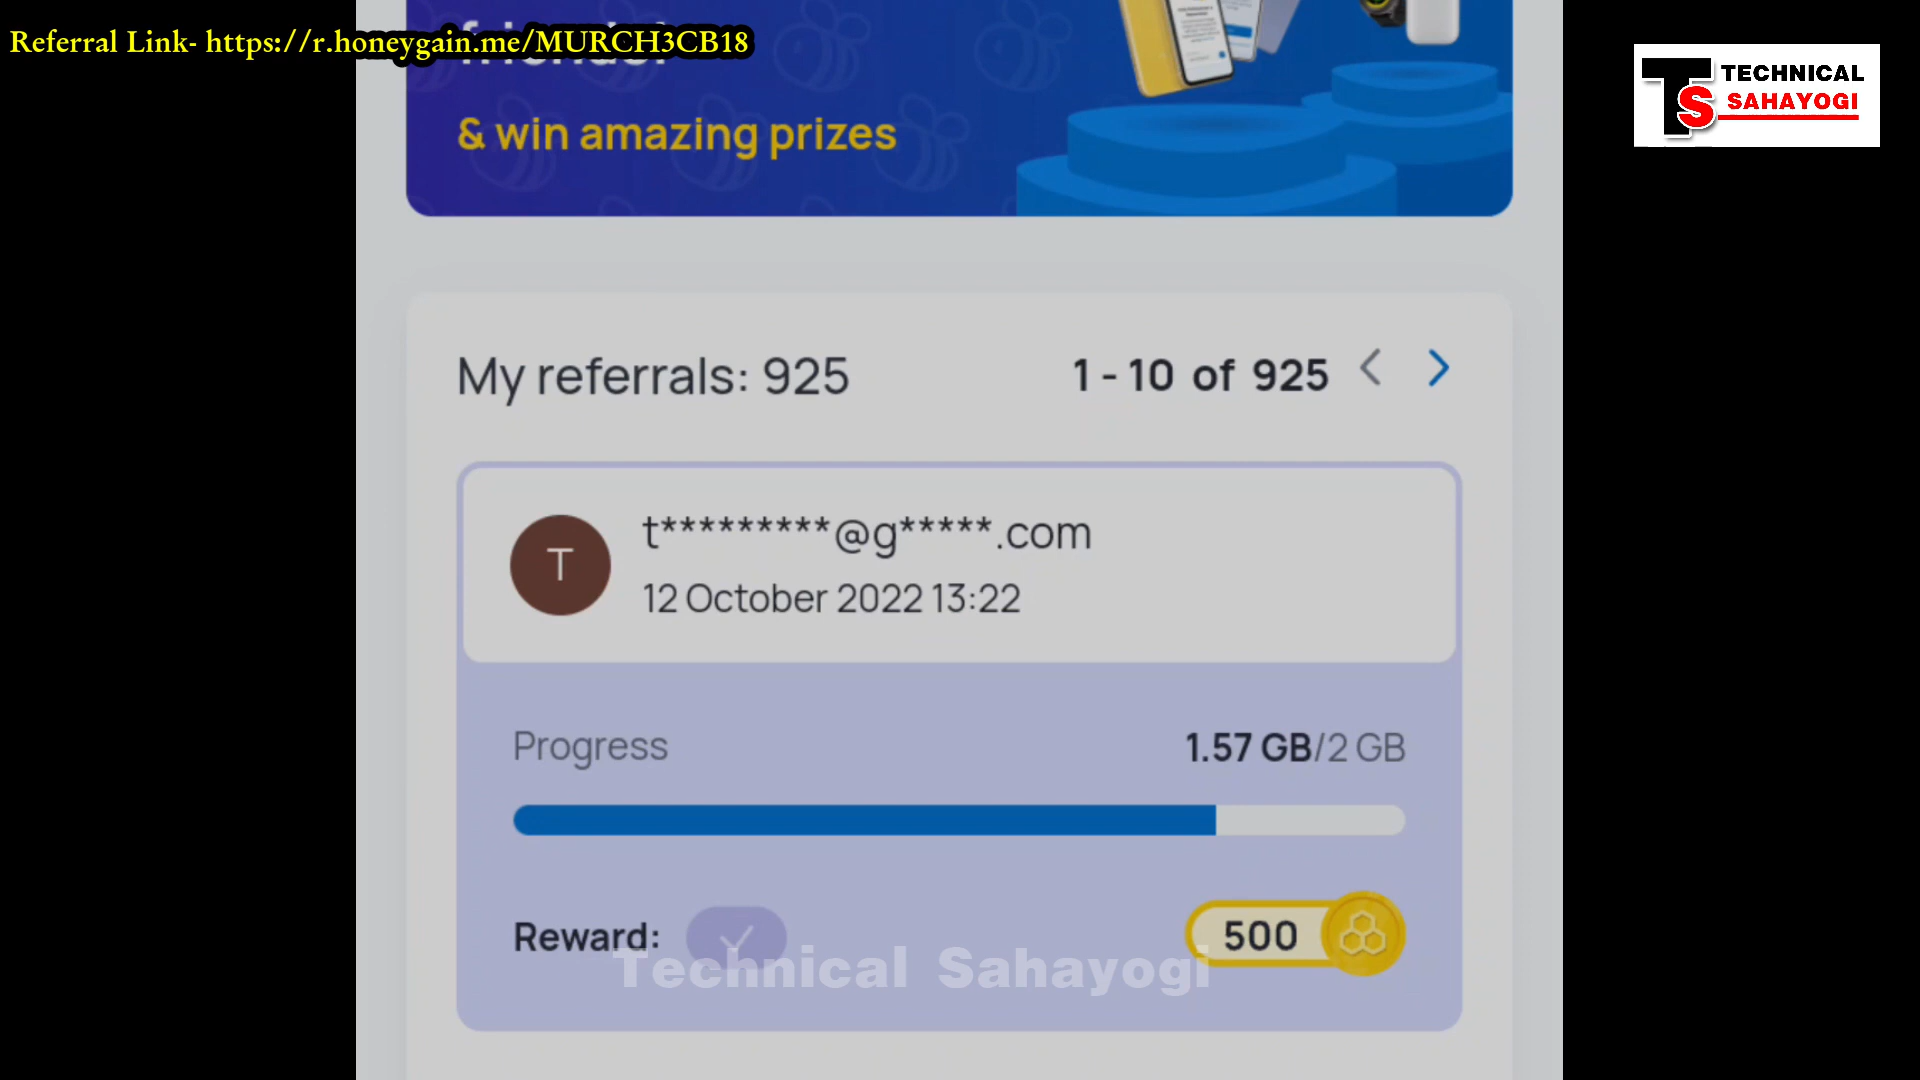 Referral Link- https://r.honeygain.me/MURCH3CB18
TECHNICAL
SAHAYOGI
& win amazing prizes
My referrals: 925
1 - 10 of 925
T
t*********@g*****.com
12 October 2022 13:22
Progress
1.57 GB/2 GB
Reward:
500
Technical Sahayogi